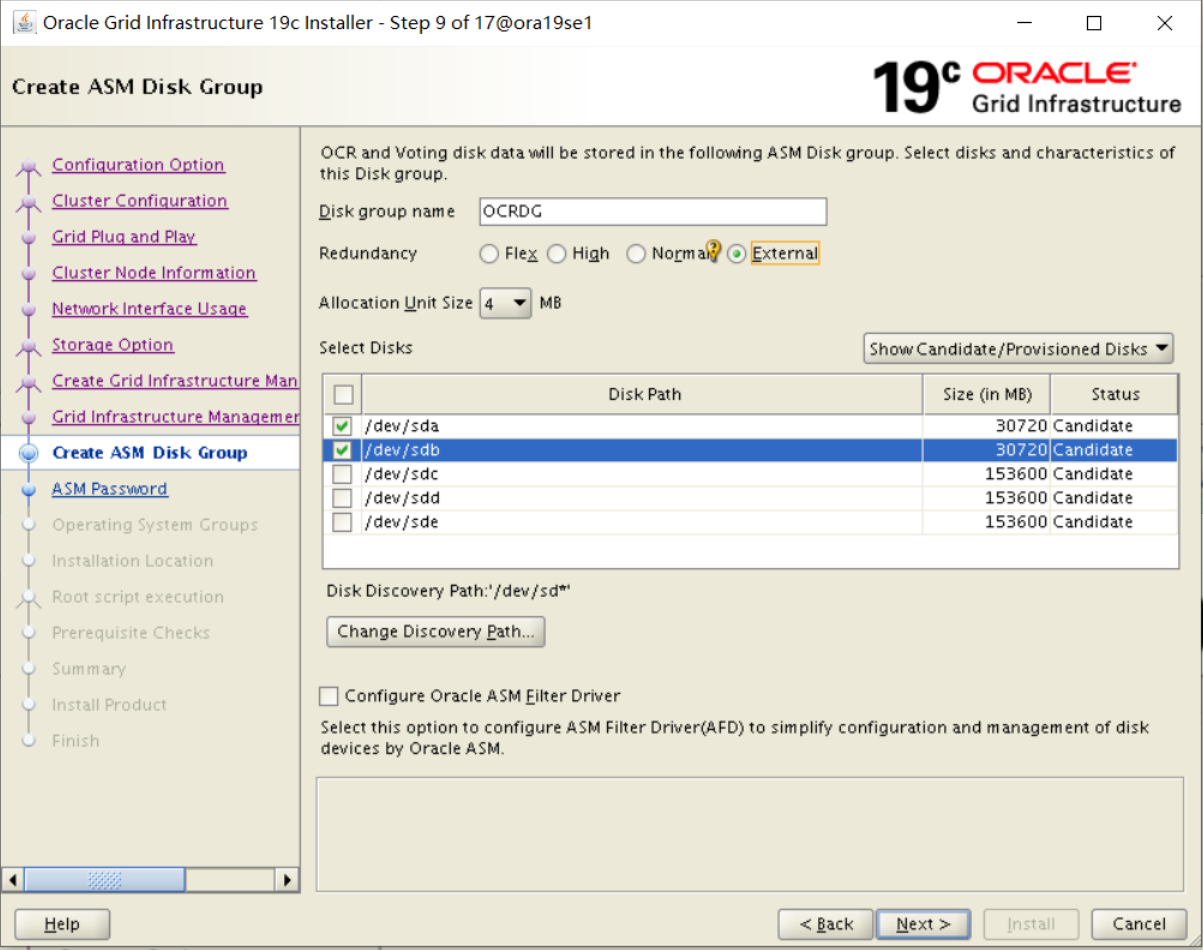 Oracle Grid Infrastructure 19c Installer - Step 9 of 17@ora19se1
Create ASM Disk Group
19c ORACLE
Grid Infrastructure
Configuration Option
Cluster Configuration
Grid Plug and Play
Cluster Node Information
Network Interface Usage
Storage Option
Create Grid Infrastructure Man
Grid Infrastructure Managemer
Create ASM Disk Group
ASM Password
Operating System Groups
Installation Location
Root script execution
Prerequisite Checks
Summary
Install Product
Finish
OCR and Voting disk data will be stored in the following ASM Disk group. Select disks and characteristics of
this Disk group.
Disk group name OCRDG
Redundancy Flex High Normal External
Allocation Unit Size 4 MB
Select Disks Show Candidate/Provisioned Disks
Disk Path Size (in MB) Status
/dev/sda 30720 Candidate
/dev/sdb 30720 Candidate
/dev/sdc 153600 Candidate
/dev/sdd 153600 Candidate
/dev/sde 153600 Candidate
Disk Discovery Path:'/dev/sd*'
Change Discovery Path...
Configure Oracle ASM Filter Driver
Select this option to configure ASM Filter Driver(AFD) to simplify configuration and management of disk
devices by Oracle ASM.
Help < Back Next > Install Cancel